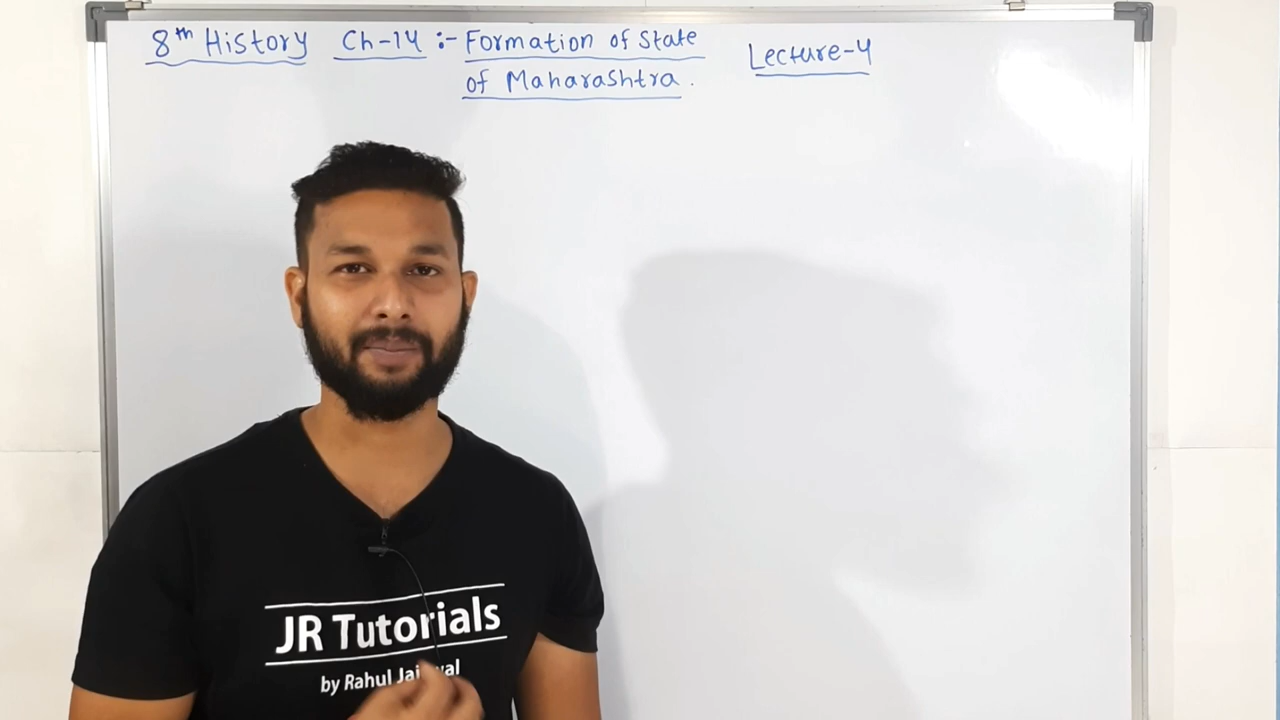 8th History Ch-14 :- Formation of State Lecture-4
of Maharashtra.
JR Tutorials
by Rahul